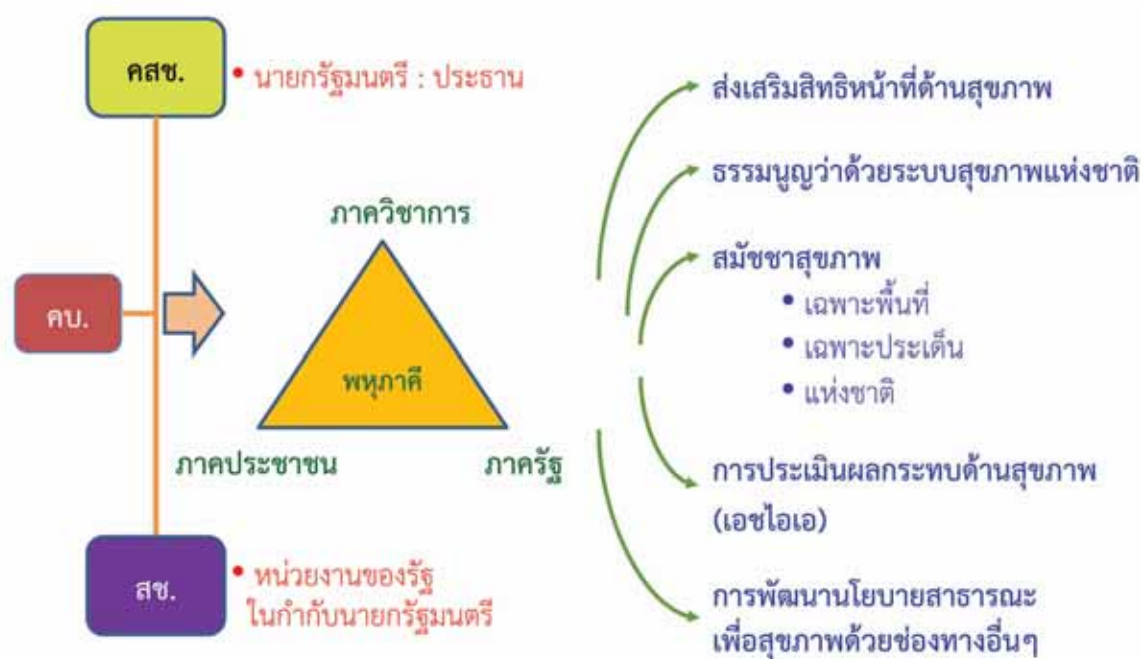 คสช.
• นายกรัฐมนตรี : ประธาน
คบ.
สช.
• หน่วยงานของรัฐ
ในกำกับนายกรัฐมนตรี
ภาควิชาการ
พหุภาคี
ภาคประชาชน
ภาครัฐ
ส่งเสริมสิทธิหน้าที่ด้านสุขภาพ
ธรรมนูญว่าด้วยระบบสุขภาพแห่งชาติ
สมัชชาสุขภาพ
• เฉพาะพื้นที่
• เฉพาะประเด็น
• แห่งชาติ
การประเมินผลกระทบด้านสุขภาพ
(เอชไอเอ)
การพัฒนานโยบายสาธารณะ
เพื่อสุขภาพด้วยช่องทางอื่นๆ